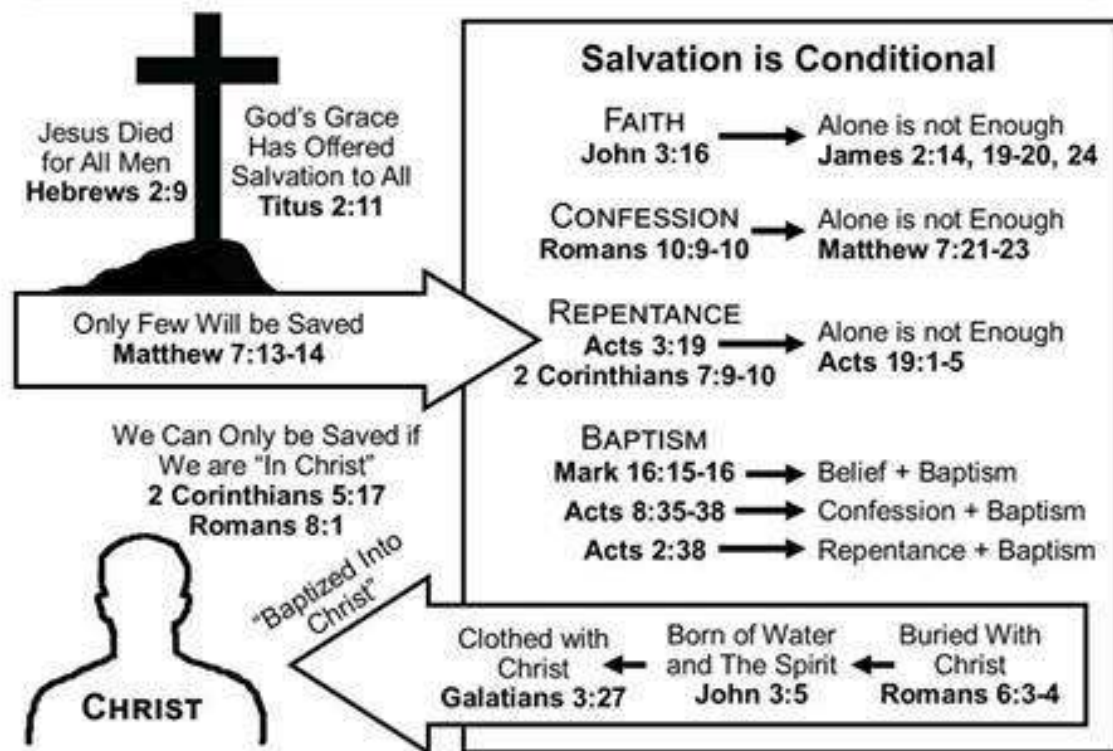 Jesus Died
for All Men
Hebrews 2:9
God's Grace
Has Offered
Salvation to All
Titus 2:11
Only Few Will be Saved
Matthew 7:13-14
We Can Only be Saved if
We are "In Christ"
2 Corinthians 5:17
Romans 8:1
Salvation is Conditional
FAITH
John 3:16
Alone is not Enough
James 2:14, 19-20, 24
CONFESSION
Romans 10:9-10
Alone is not Enough
Matthew 7:21-23
REPENTANCE
Acts 3:19
2 Corinthians 7:9-10
Alone is not Enough
Acts 19:1-5
BAPTISM
Mark 16:15-16
Belief + Baptism
Acts 8:35-38
Confession + Baptism
Acts 2:38
Repentance + Baptism
Buried With
Christ
Romans 6:3-4
Born of Water
and The Spirit
John 3:5
Clothed with
Christ
Galatians 3:27
"Baptized Into
Christ"
CHRIST